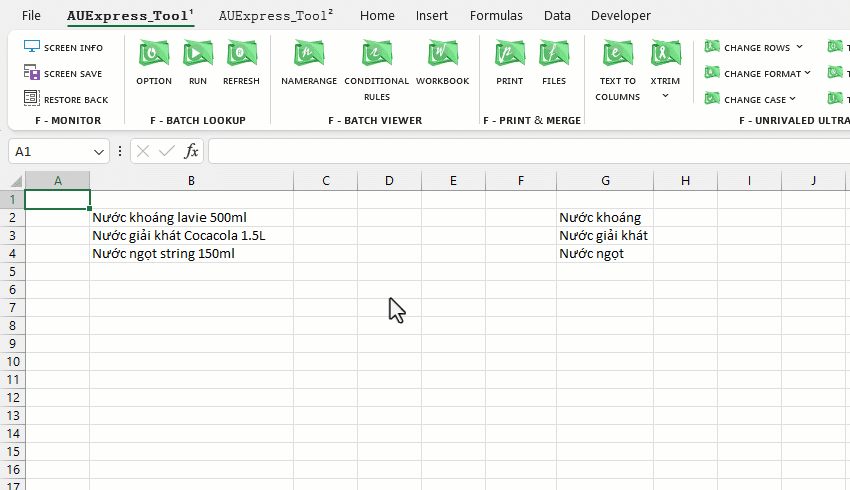 File AUExpress_Tool¹ AUExpress_Tool² Home Insert Formulas Data Developer
SCREEN INFO
SCREEN SAVE
RESTORE BACK
F - MONITOR
OPTION RUN REFRESH
F - BATCH LOOKUP
NAMERANGE CONDITIONAL RULES WORKBOOK
F - BATCH VIEWER
PRINT FILES
F - PRINT & MERGE
TEXT TO COLUMNS XTRIM
CHANGE ROWS
CHANGE FORMAT
CHANGE CASE
F - UNRIVALED ULTRA
A1 fx
A B C D E F G H I J
1
2 Nước khoáng lavie 500ml Nước khoáng
3 Nước giải khát Cocacola 1.5L Nước giải khát
4 Nước ngọt string 150ml Nước ngọt
5
6
7
8
9
10
11
12
13
14
15
16
17